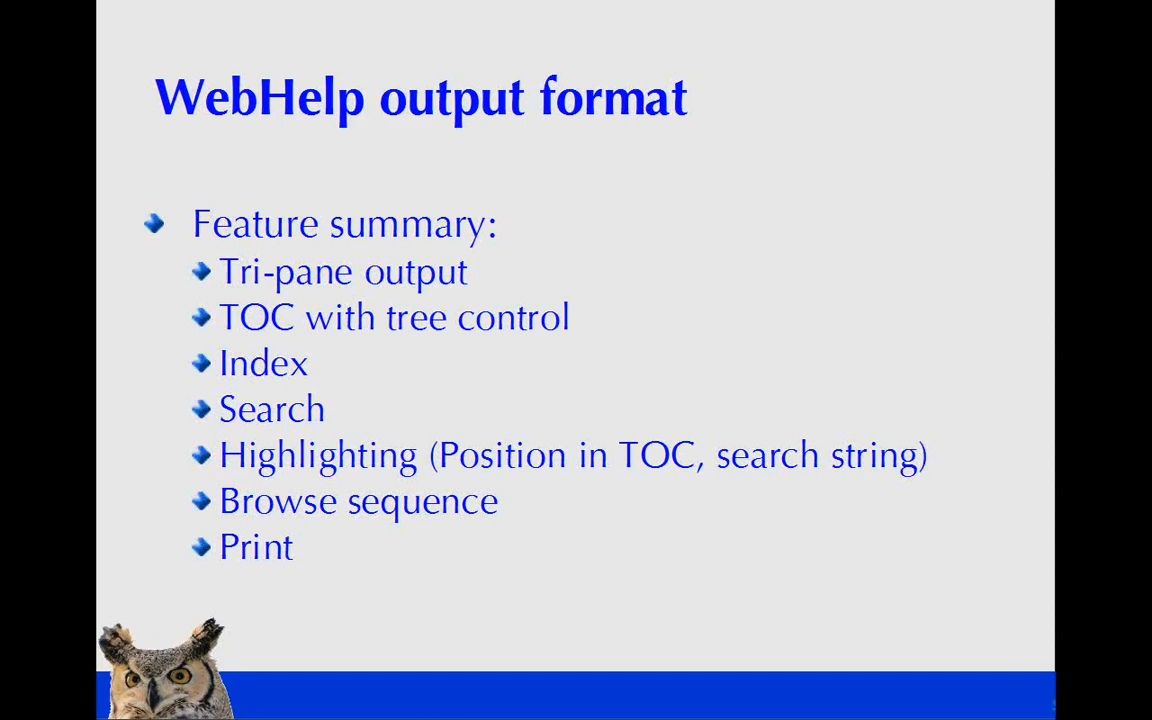 WebHelp output format
Feature summary:
Tri-pane output
TOC with tree control
Index
Search
Highlighting (Position in TOC, search string)
Browse sequence
Print